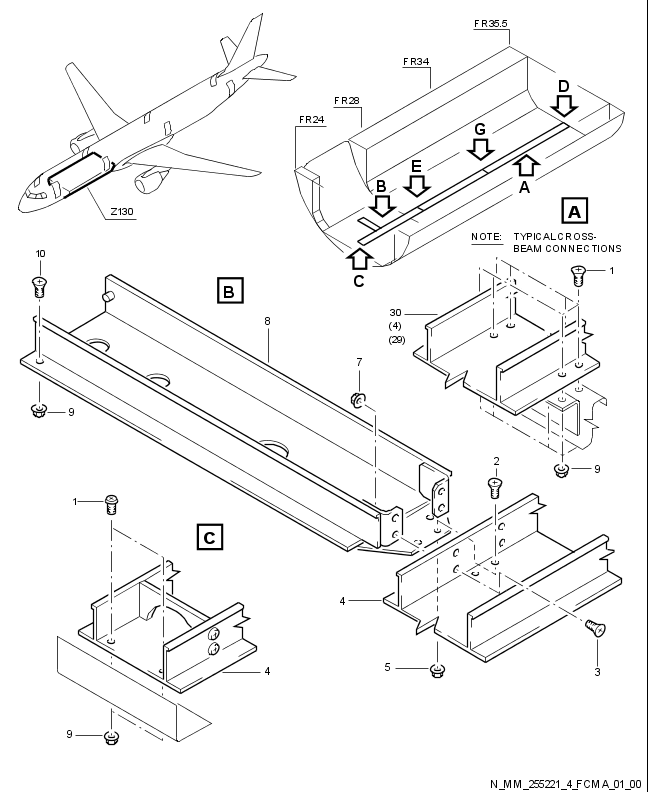 FR35.5
FR34
FR28
FR24
D
G
E
B
A
C
Z130
A
NOTE: TYPICAL CROSS-
BEAM CONNECTIONS
10
B
1
30
(4)
(29)
8
7
9
9
2
1
C
4
5
3
4
9
N_MM_255221_4_FCMA_01_00